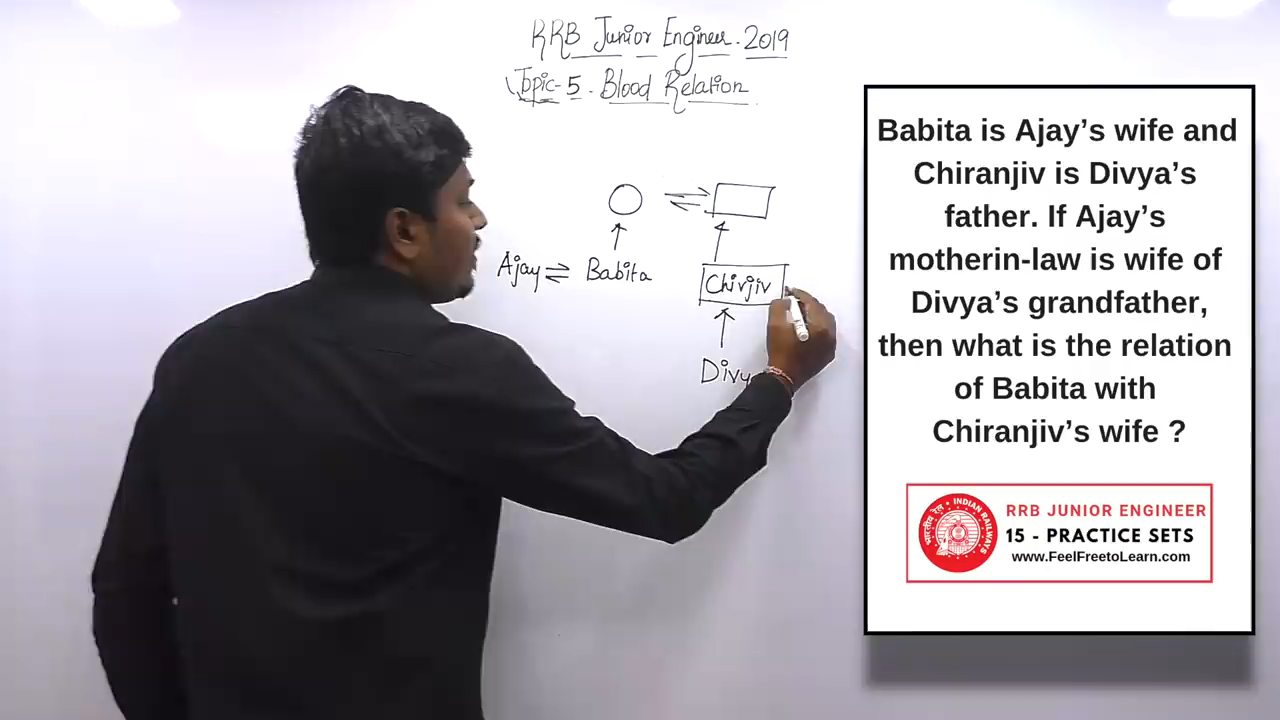 RRB Junior Engineer. 2019
Topic-5. Blood Relation
Ajay ⇌ Babita
Chirjiv
Divy
Babita is Ajay’s wife and
Chiranjiv is Divya’s
father. If Ajay’s
motherin-law is wife of
Divya’s grandfather,
then what is the relation
of Babita with
Chiranjiv’s wife ?
भारतीय रेल
INDIAN RAILWAYS
RRB JUNIOR ENGINEER
15 - PRACTICE SETS
www.FeelFreetoLearn.com